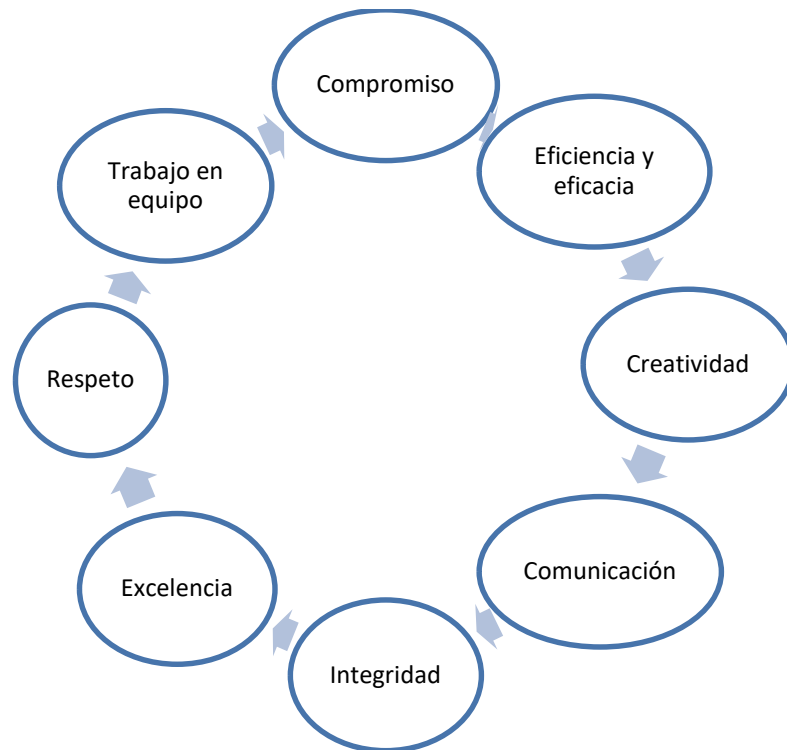 Compromiso
Eficiencia y
eficacia
Creatividad
Comunicación
Integridad
Excelencia
Respeto
Trabajo en
equipo